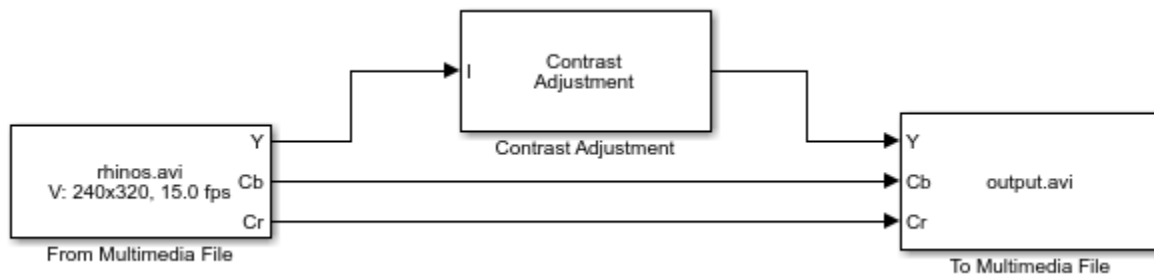 Contrast
Adjustment
I
Contrast Adjustment
Y
rhinos.avi
V: 240x320, 15.0 fps
Cb
Cr
From Multimedia File
Y
Cb
output.avi
Cr
To Multimedia File